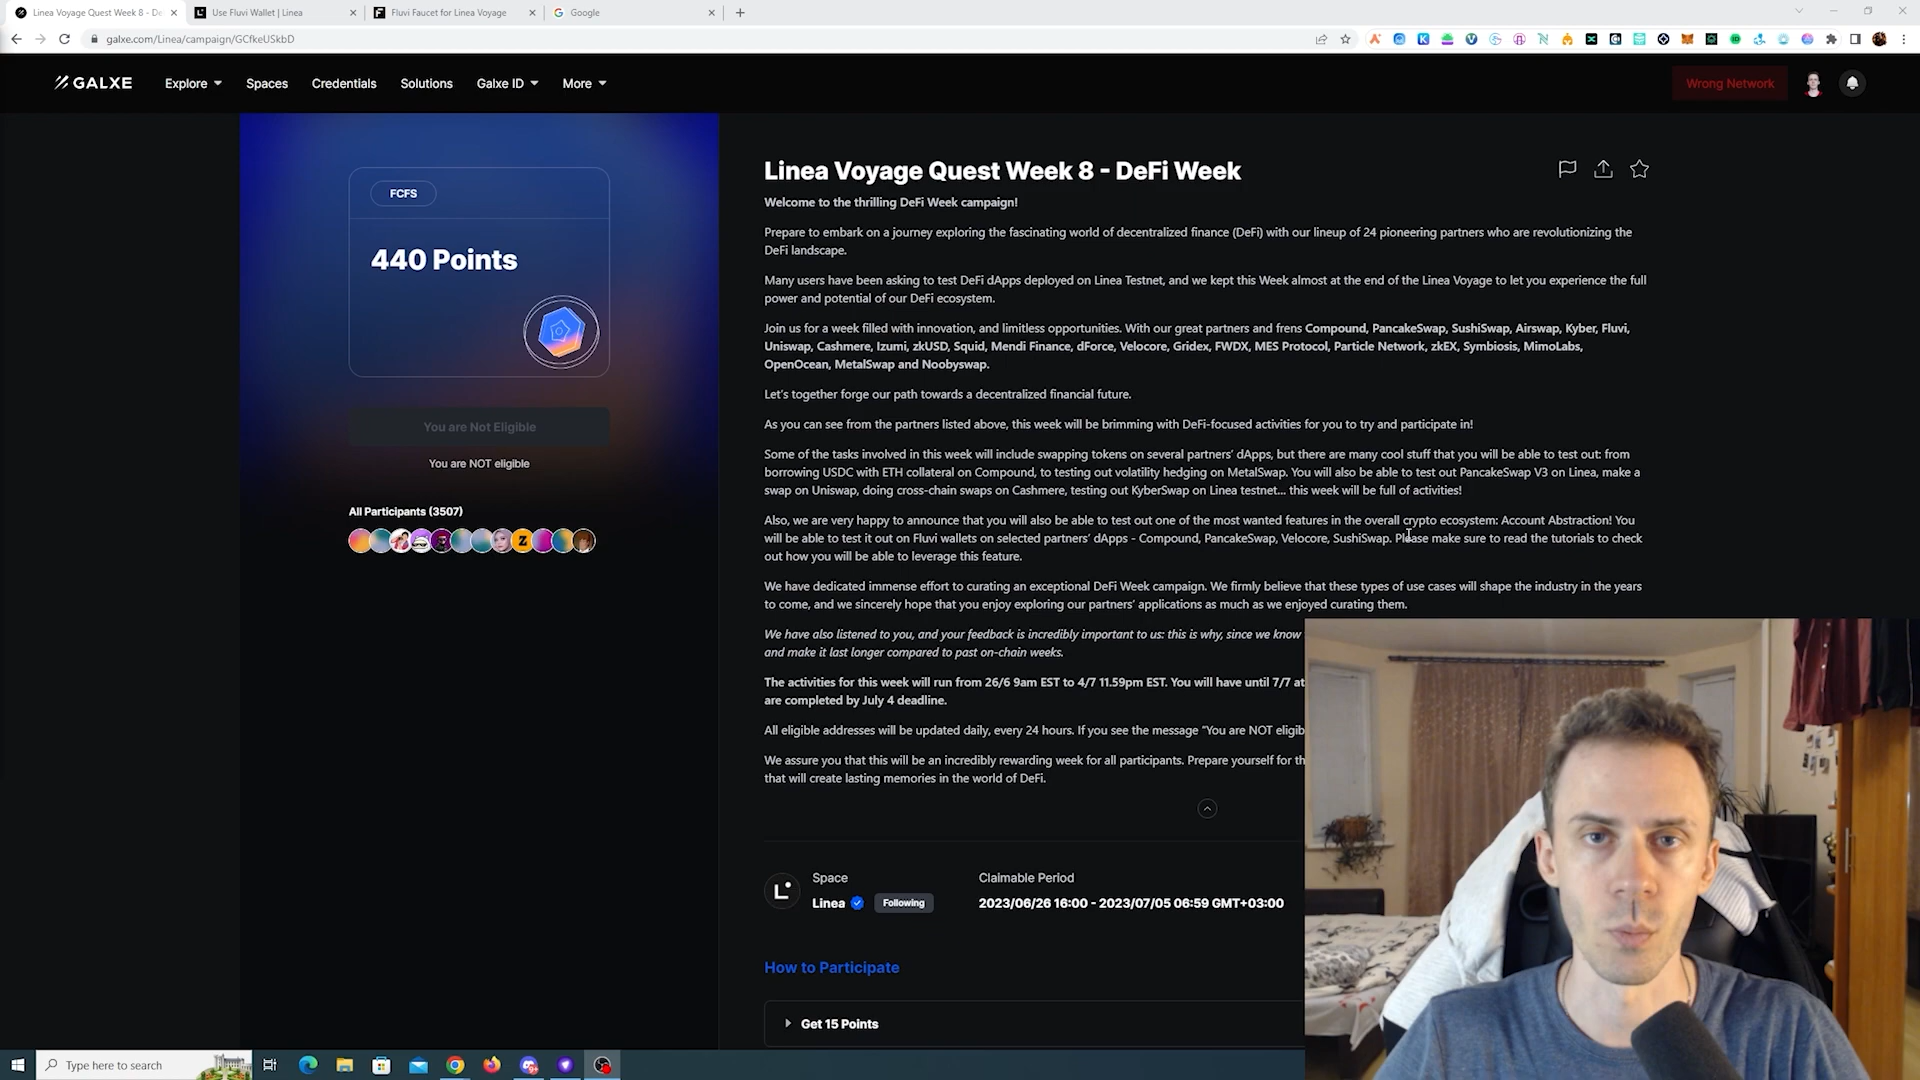 Linea Voyage Quest Week 8 - De
Use Fluvi Wallet | Linea
Fluvi Faucet for Linea Voyage
Google
galxe.com/Linea/campaign/GCfkeUSkbD
GALXE
Explore
Spaces
Credentials
Solutions
Galxe ID
More
Wrong Network
FCFS
440 Points
You are Not Eligible
You are NOT eligible
All Participants (3507)
Linea Voyage Quest Week 8 - DeFi Week
Welcome to the thrilling DeFi Week campaign!
Prepare to embark on a journey exploring the fascinating world of decentralized finance (DeFi) with our lineup of 24 pioneering partners who are revolutionizing the
DeFi landscape.
Many users have been asking to test DeFi dApps deployed on Linea Testnet, and we kept this Week almost at the end of the Linea Voyage to let you experience the full
power and potential of our DeFi ecosystem.
Join us for a week filled with innovation, and limitless opportunities. With our great partners and frens Compound, PancakeSwap, SushiSwap, Airswap, Kyber, Fluvi,
Uniswap, Cashmere, Izumi, zkUSD, Squid, Mendi Finance, dForce, Velocore, Gridex, FWDX, MES Protocol, Particle Network, zkEX, Symbiosis, MimoLabs,
OpenOcean, MetalSwap and Noobyswap.
Let's together forge our path towards a decentralized financial future.
As you can see from the partners listed above, this week will be brimming with DeFi-focused activities for you to try and participate in!
Some of the tasks involved in this week will include swapping tokens on several partners' dApps, but there are many cool stuff that you will be able to test out: from
borrowing USDC with ETH collateral on Compound, to testing out volatility hedging on MetalSwap. You will also be able to test out PancakeSwap V3 on Linea, make a
swap on Uniswap, doing cross-chain swaps on Cashmere, testing out KyberSwap on Linea testnet... this week will be full of activities!
Also, we are very happy to announce that you will also be able to test out one of the most wanted features in the overall crypto ecosystem: Account Abstraction! You
will be able to test it out on Fluvi wallets on selected partners' dApps - Compound, PancakeSwap, Velocore, SushiSwap. Please make sure to read the tutorials to check
out how you will be able to leverage this feature.
We have dedicated immense effort to curating an exceptional DeFi Week campaign. We firmly believe that these types of use cases will shape the industry in the years
to come, and we sincerely hope that you enjoy exploring our partners' applications as much as we enjoyed curating them.
We have also listened to you, and your feedback is incredibly important to us: this is why, since we know
and make it last longer compared to past on-chain weeks.
The activities for this week will run from 26/6 9am EST to 4/7 11.59pm EST. You will have until 7/7 at
are completed by July 4 deadline.
All eligible addresses will be updated daily, every 24 hours. If you see the message "You are NOT eligib
We assure you that this will be an incredibly rewarding week for all participants. Prepare yourself for th
that will create lasting memories in the world of DeFi.
Space
Linea
Following
Claimable Period
2023/06/26 16:00 - 2023/07/05 06:59 GMT+03:00
How to Participate
Get 15 Points
Type here to search